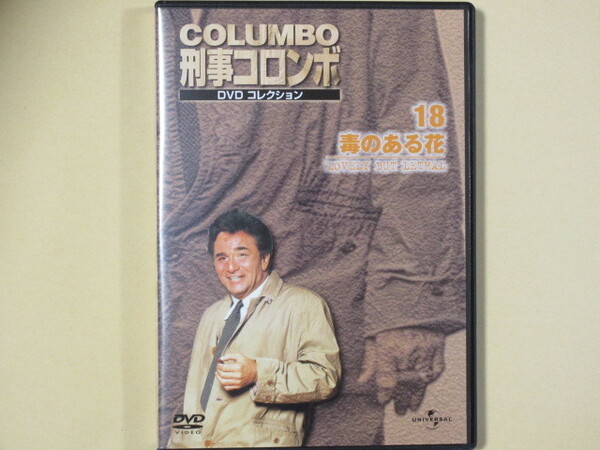 COLUMBO
刑事コロンボ
DVD コレクション
18
毒のある花
LOVELY BUT LETHAL
DVD
VIDEO
UNIVERSAL